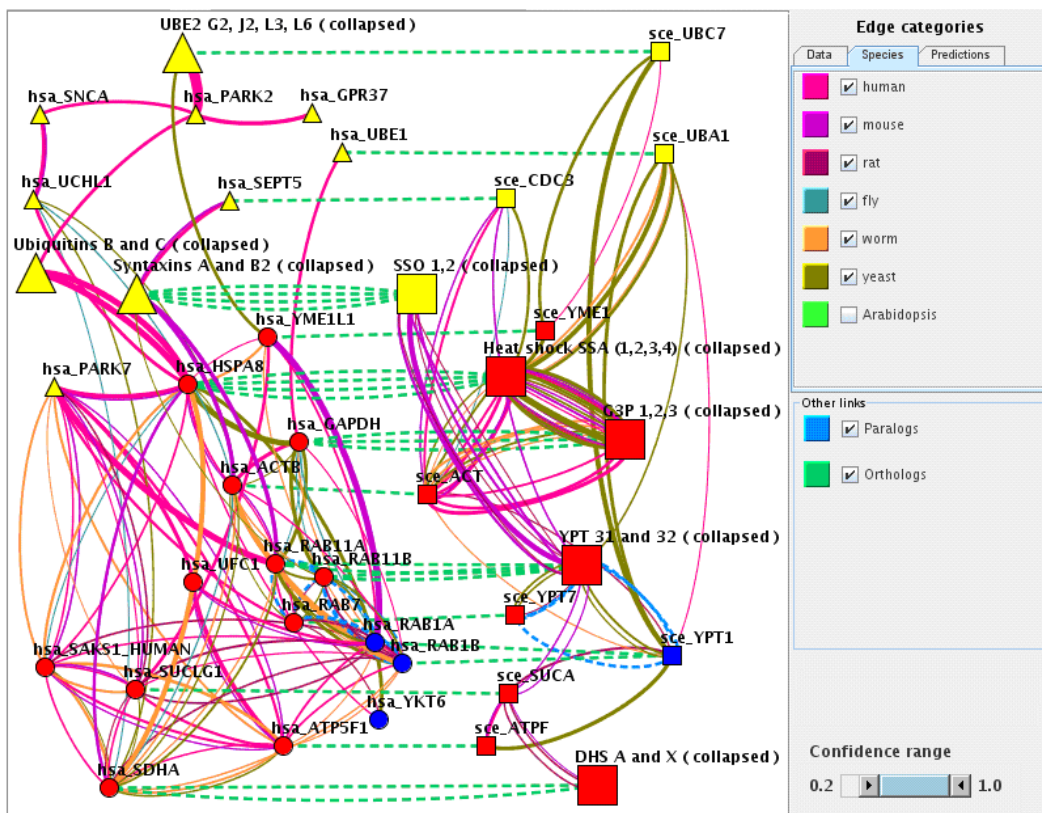 UBE2 G2, J2, L3, L6 (collapsed)
sce_UBC7
hsa_SNCA
hsa_PARK2
hsa_GPR37
hsa_UBE1
sce_UBA1
hsa_UCHL1
hsa_SEPT5
sce_CDC3
Ubiquitins B and C (collapsed)
Syntaxins A and B2 (collapsed)
SSO 1,2 (collapsed)
hsa_YME1L1
sce_YME1
Heat shock SSA (1,2,3,4) (collapsed)
hsa_PARK7
hsa_HSPA8
G3P 1,2,3 (collapsed)
hsa_GAPDH
hsa_ACTB
sce_ACT
hsa_RAB11A
YPT 31 and 32 (collapsed)
hsa_UFC1
hsa_RAB11B
hsa_RAB7
sce_YPT7
hsa_RAB1A
hsa_SAKS1_HUMAN
hsa_RAB1B
sce_YPT1
hsa_SUCLG1
sce_SUCA
hsa_YKT6
hsa_ATP5F1
sce_ATPF
hsa_SDHA
DHS A and X (collapsed)
Edge categories
Data Species Predictions
human
mouse
rat
fly
worm
yeast
Arabidopsis
Other links
Paralogs
Orthologs
Confidence range
0.2 1.0